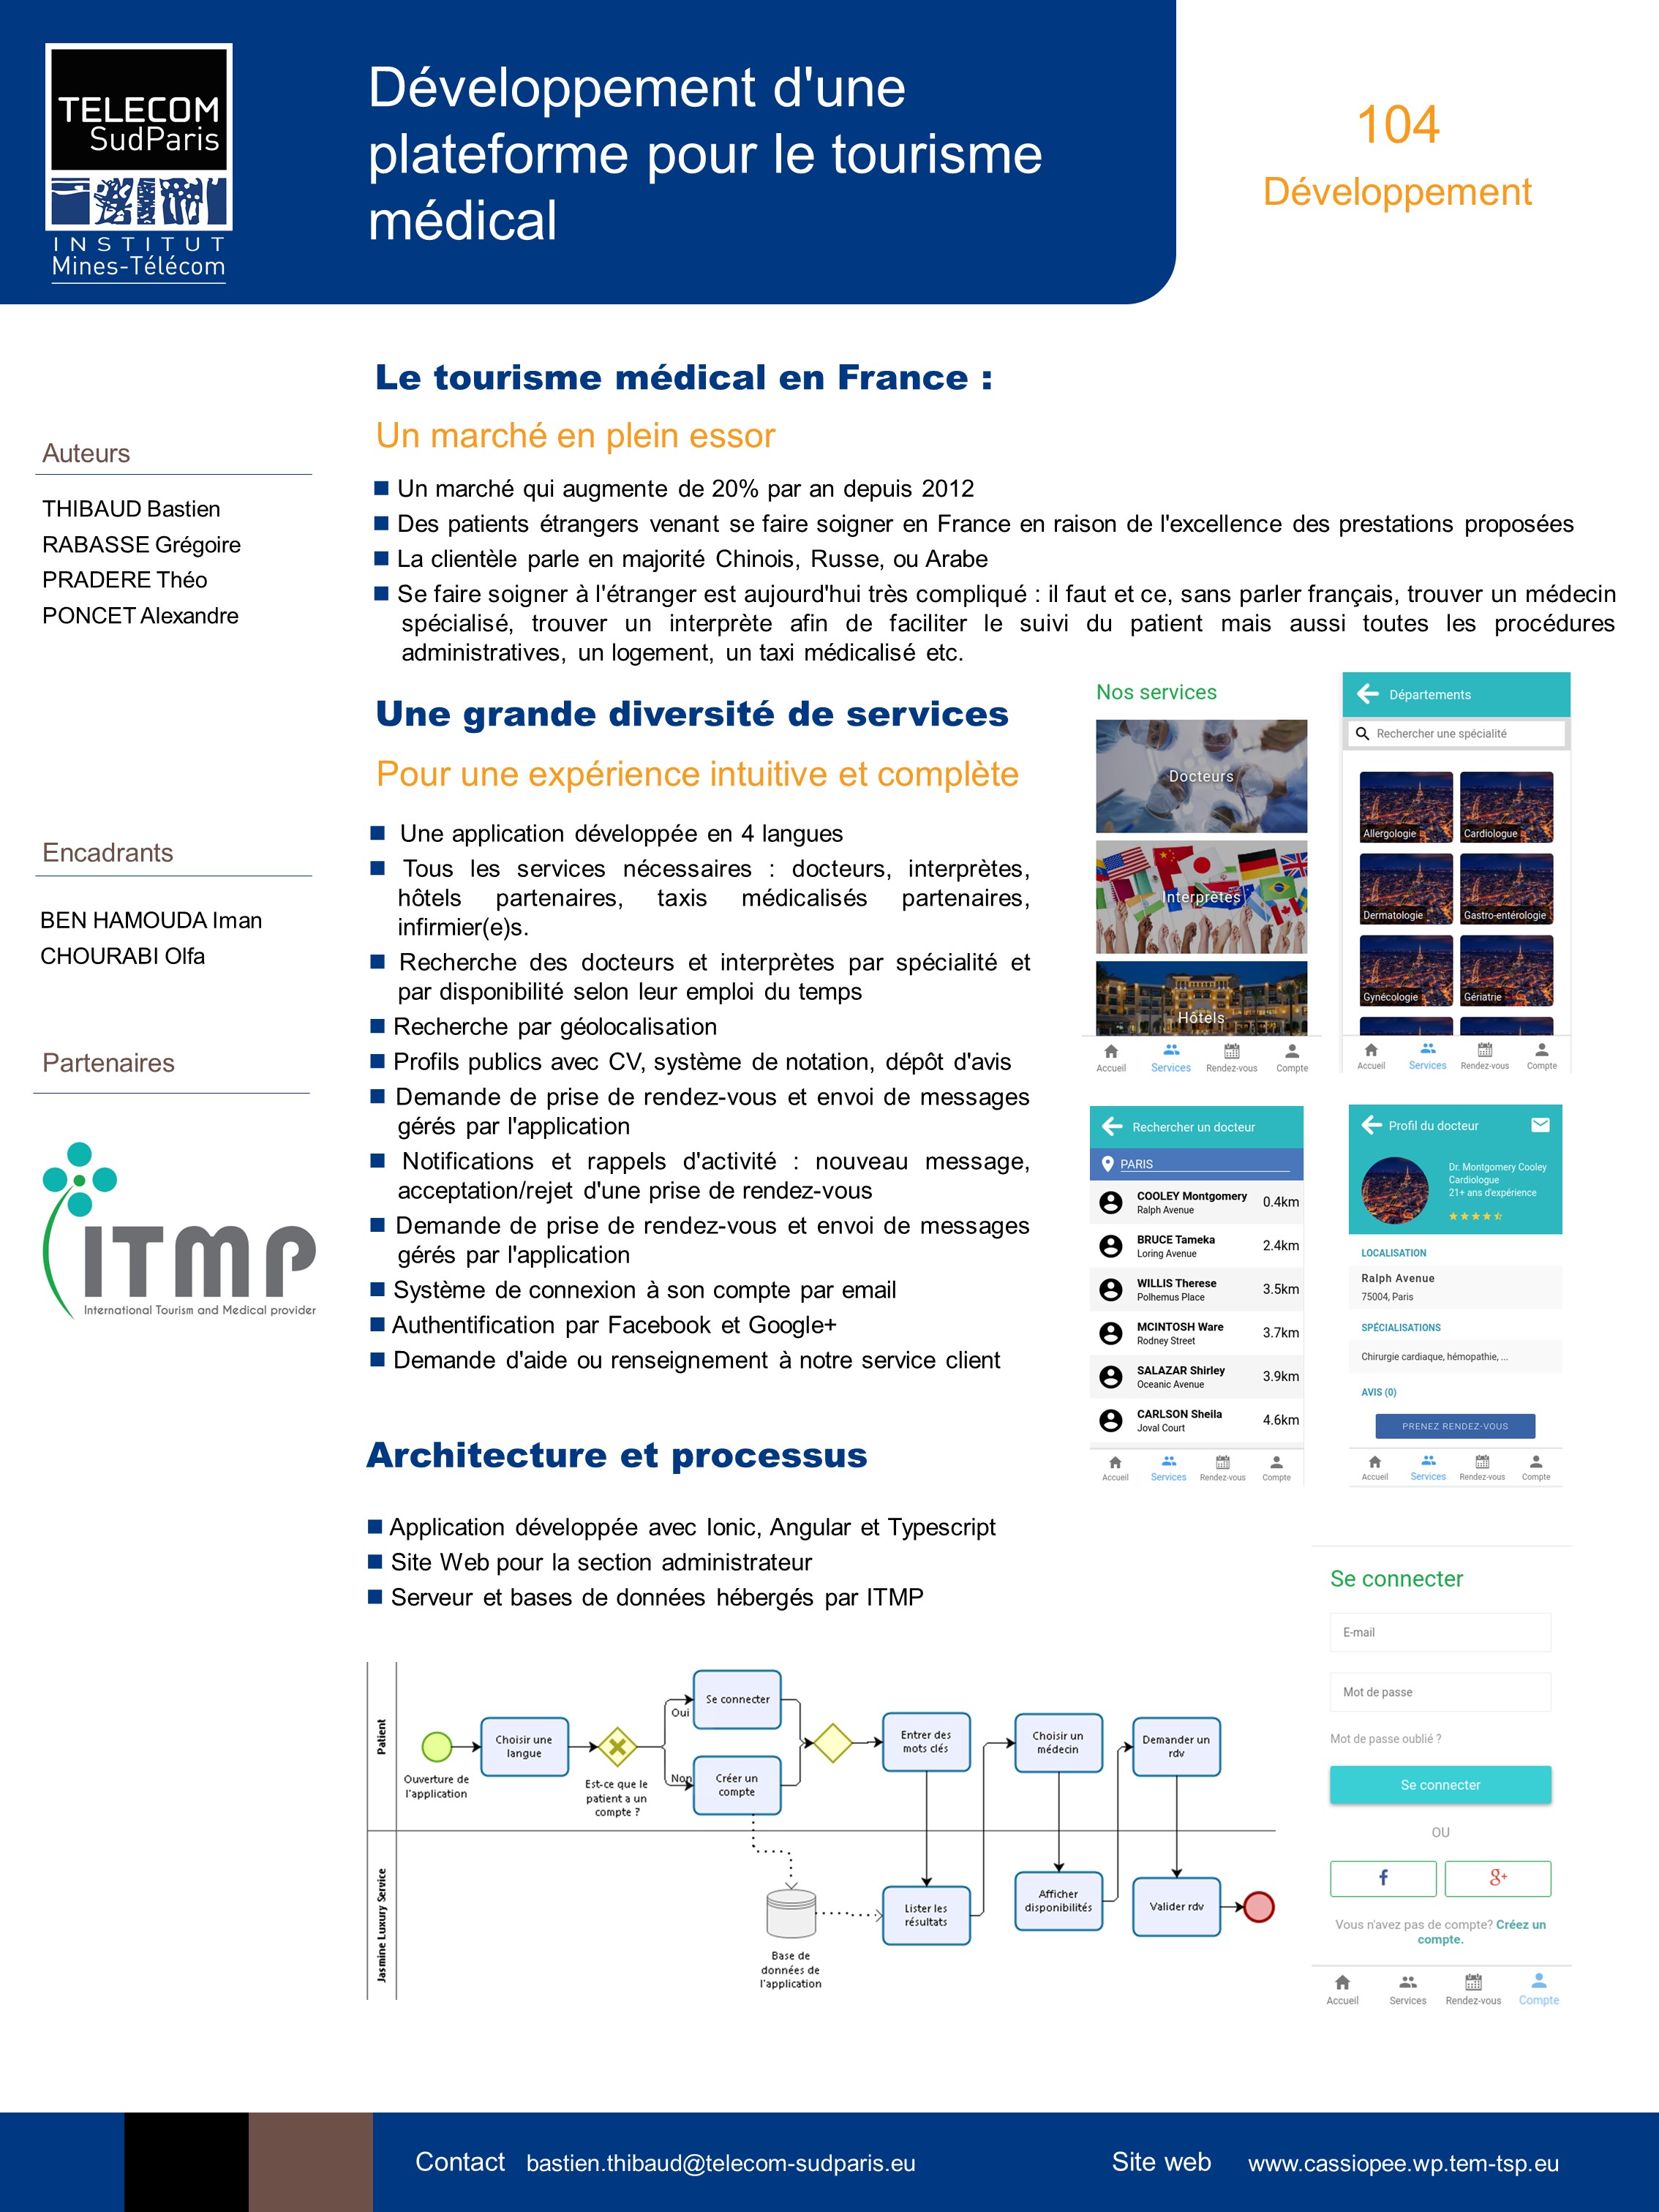 TELECOM
SudParis
INSTITUT
Mines-Télécom
Développement d'une
plateforme pour le tourisme
médical
104
Développement
Auteurs
THIBAUD Bastien
RABASSE Grégoire
PRADERE Théo
PONCET Alexandre
Encadrants
BEN HAMOUDA Iman
CHOURABI Olfa
Partenaires
ITMP
International Tourism and Medical provider
Le tourisme médical en France :
Un marché en plein essor
Un marché qui augmente de 20% par an depuis 2012
Des patients étrangers venant se faire soigner en France en raison de l'excellence des prestations proposées
La clientèle parle en majorité Chinois, Russe, ou Arabe
Se faire soigner à l'étranger est aujourd'hui très compliqué : il faut et ce, sans parler français, trouver un médecin
spécialisé, trouver un interprète afin de faciliter le suivi du patient mais aussi toutes les procédures
administratives, un logement, un taxi médicalisé etc.
Une grande diversité de services
Pour une expérience intuitive et complète
Une application développée en 4 langues
Tous les services nécessaires : docteurs, interprètes,
hôtels partenaires, taxis médicalisés partenaires,
infirmier(e)s.
Recherche des docteurs et interprètes par spécialité et
par disponibilité selon leur emploi du temps
Recherche par géolocalisation
Profils publics avec CV, système de notation, dépôt d'avis
Demande de prise de rendez-vous et envoi de messages
gérés par l'application
Notifications et rappels d'activité : nouveau message,
acceptation/rejet d'une prise de rendez-vous
Demande de prise de rendez-vous et envoi de messages
gérés par l'application
Système de connexion à son compte par email
Authentification par Facebook et Google+
Demande d'aide ou renseignement à notre service client
Nos services
Docteurs
Interprètes
Hôtels
Accueil Services Rendez-vous Compte
Départements
Rechercher une spécialité
Allergologie Cardiologue
Dermatologie Gastro-entérologie
Gynécologie Gériatrie
Accueil Services Rendez-vous Compte
Rechercher un docteur
PARIS
COOLEY Montgomery
Ralph Avenue
0.4km
BRUCE Tameka
Loring Avenue
2.4km
WILLIS Therese
Polhemus Place
3.5km
MCINTOSH Ware
Rodney Street
3.7km
SALAZAR Shirley
Oceanic Avenue
3.9km
CARLSON Sheila
Joval Court
4.6km
Accueil Services Rendez-vous Compte
Profil du docteur
Dr. Montgomery Cooley
Cardiologue
21+ ans d'expérience
LOCALISATION
Ralph Avenue
75004, Paris
SPÉCIALISATIONS
Chirurgie cardiaque, hémopathie, ...
AVIS (0)
PRENEZ RENDEZ-VOUS
Accueil Services Rendez-vous Compte
Architecture et processus
Application développée avec Ionic, Angular et Typescript
Site Web pour la section administrateur
Serveur et bases de données hébergés par ITMP
Patient
Ouverture de
l'application
Choisir une
langue
Est-ce que le
patient a un
compte ?
Oui
Se connecter
Non
Créer un
compte
Entrer des
mots clés
Choisir un
médecin
Demander un
rdv
Jasmine Luxury Service
Base de
données de
l'application
Lister les
résultats
Afficher
disponibilités
Valider rdv
Se connecter
E-mail
Mot de passe
Mot de passe oublié ?
Se connecter
OU
f
g+
Vous n'avez pas de compte? Créez un
compte.
Accueil Services Rendez-vous Compte
Contact bastien.thibaud@telecom-sudparis.eu
Site web www.cassiopee.wp.tem-tsp.eu